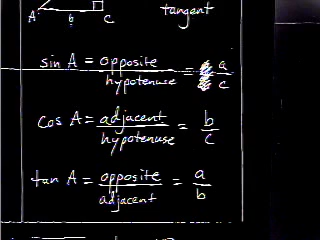 A b C
tangent
sin A = opposite/hypotenuse = a/c
cos A = adjacent/hypotenuse = b/c
tan A = opposite/adjacent = a/b